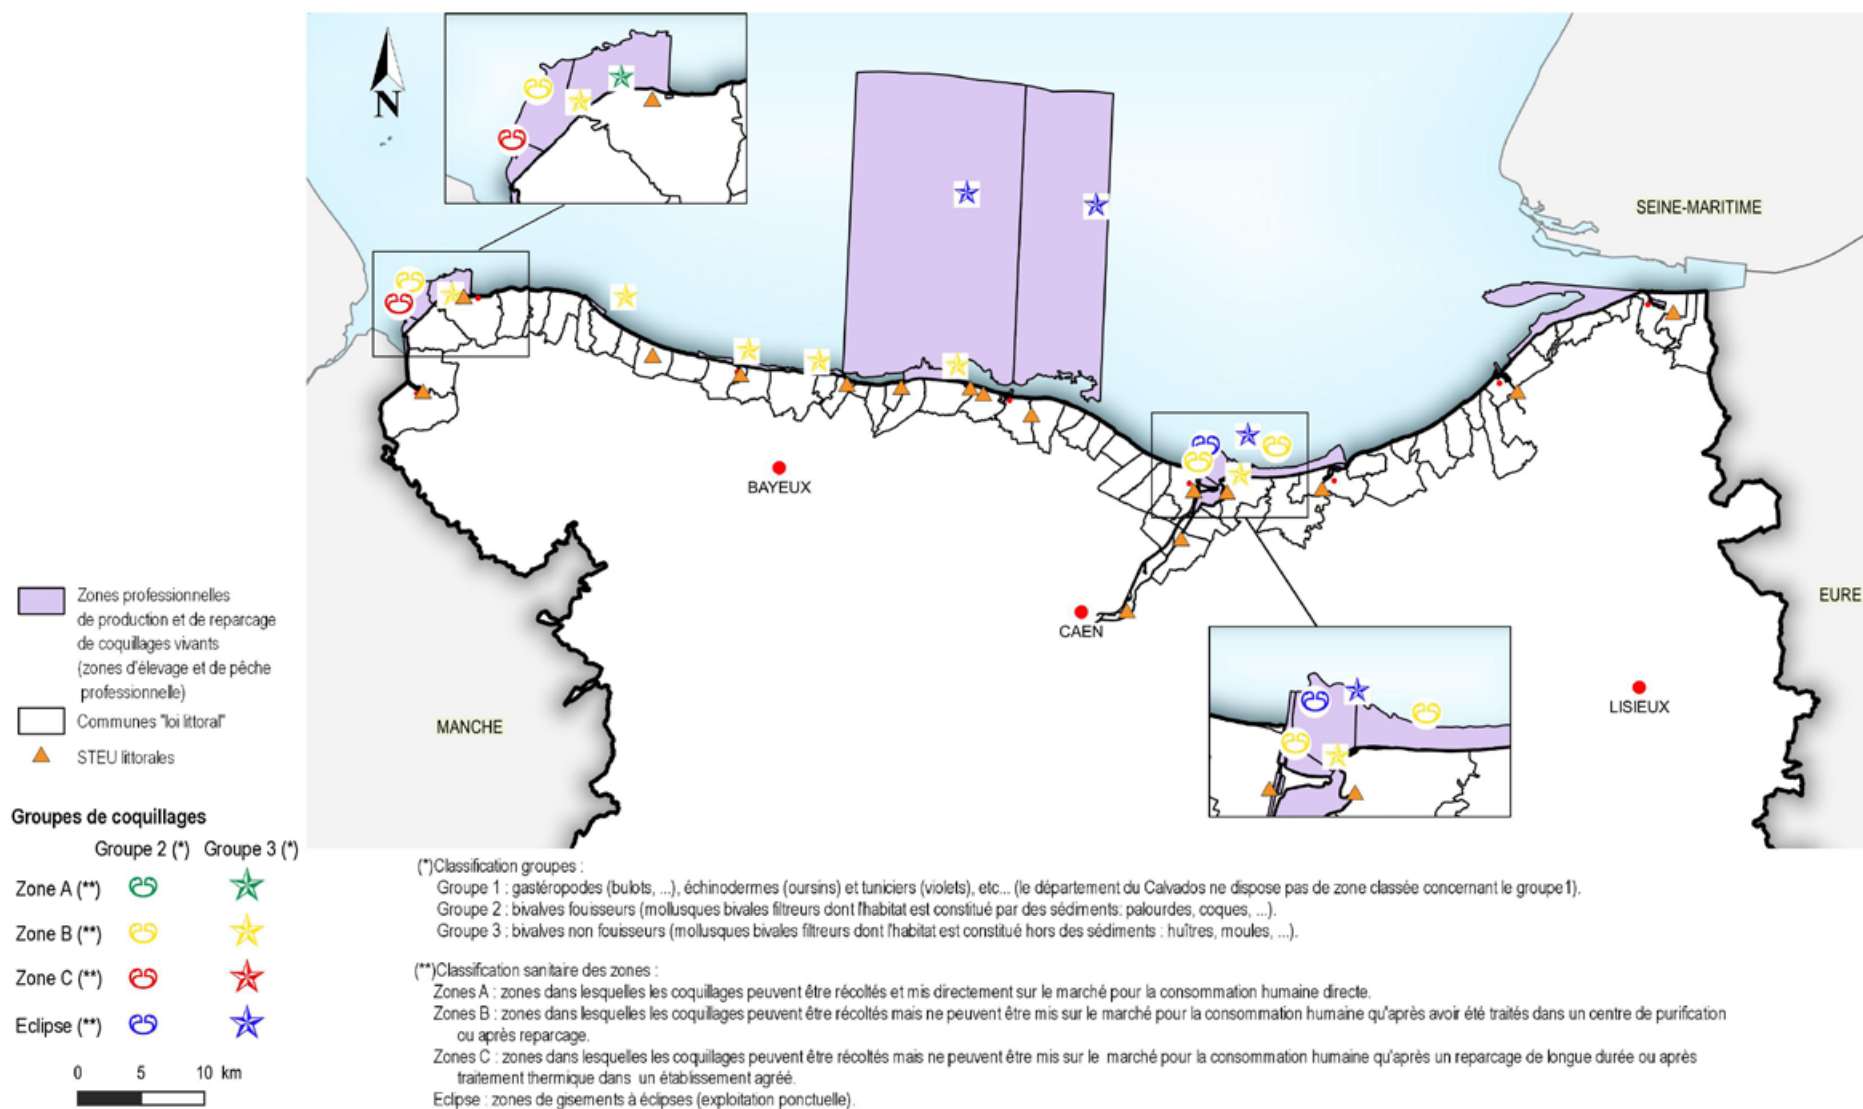 N
SEINE-MARITIME
BAYEUX
EURE
CAEN
LISIEUX
MANCHE
Zones professionnelles
de production et de reparcage
de coquillages vivants
(zones d'élevage et de pêche
professionnelle)
Communes "loi littoral"
STEU littorales
Groupes de coquillages
Groupe 2 (*) Groupe 3 (*)
Zone A (**)
Zone B (**)
Zone C (**)
Eclipse (**)
0 5 10 km
(*)Classification groupes :
Groupe 1 : gastéropodes (bulots, ...), échinodermes (oursins) et tuniciers (violets), etc... (le département du Calvados ne dispose pas de zone classée concernant le groupe1).
Groupe 2 : bivalves fouisseurs (mollusques bivales filtreurs dont l'habitat est constitué par des sédiments: palourdes, coques, ...).
Groupe 3 : bivalves non fouisseurs (mollusques bivales filtreurs dont l'habitat est constitué hors des sédiments : huîtres, moules, ...).
(**)Classification sanitaire des zones :
Zones A : zones dans lesquelles les coquillages peuvent être récoltés et mis directement sur le marché pour la consommation humaine directe.
Zones B : zones dans lesquelles les coquillages peuvent être récoltés mais ne peuvent être mis sur le marché pour la consommation humaine qu'après avoir été traités dans un centre de purification
ou après reparcage.
Zones C : zones dans lesquelles les coquillages peuvent être récoltés mais ne peuvent être mis sur le marché pour la consommation humaine qu'après un reparcage de longue durée ou après
traitement thermique dans un établissement agréé.
Eclipse : zones de gisements à éclipses (exploitation ponctuelle).